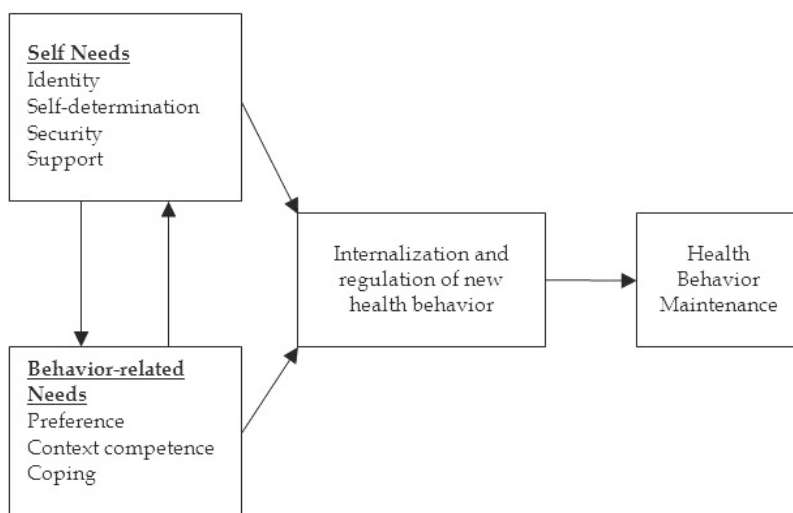 Self Needs
Identity
Self-determination
Security
Support
Internalization and
regulation of new
health behavior
Health
Behavior
Maintenance
Behavior-related
Needs
Preference
Context competence
Coping